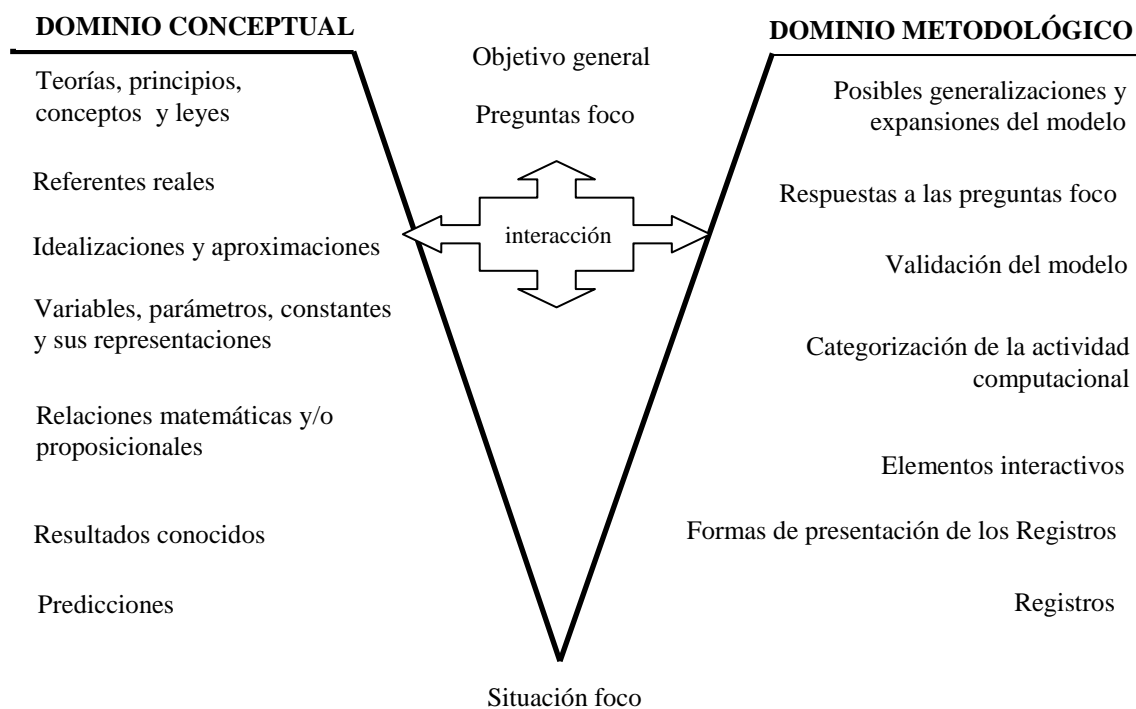 DOMINIO CONCEPTUAL
Teorías, principios,
conceptos y leyes
Referentes reales
Idealizaciones y aproximaciones
Variables, parámetros, constantes
y sus representaciones
Relaciones matemáticas y/o
proposicionales
Resultados conocidos
Predicciones
Objetivo general
Preguntas foco
interacción
Situación foco
DOMINIO METODOLÓGICO
Posibles generalizaciones y
expansiones del modelo
Respuestas a las preguntas foco
Validación del modelo
Categorización de la actividad
computacional
Elementos interactivos
Formas de presentación de los Registros
Registros